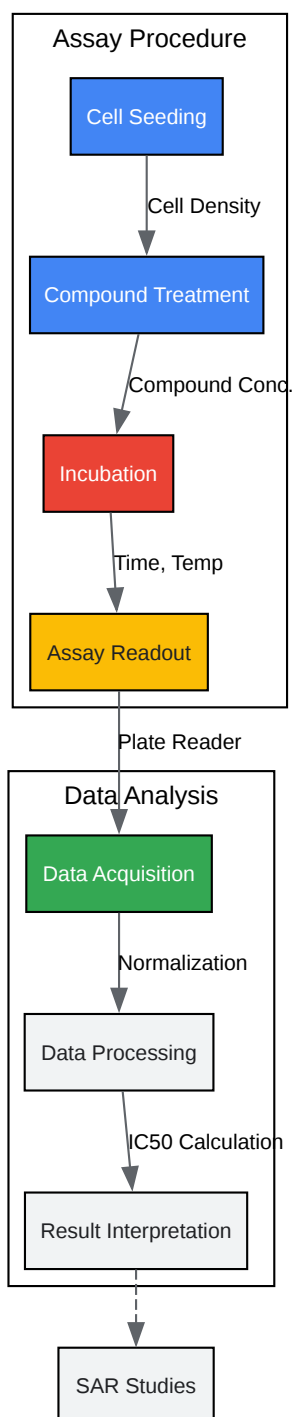 Assay Procedure
Cell Seeding
Cell Density
Compound Treatment
Compound Conc.
Incubation
Time, Temp
Assay Readout
Plate Reader
Data Analysis
Data Acquisition
Normalization
Data Processing
IC50 Calculation
Result Interpretation
SAR Studies